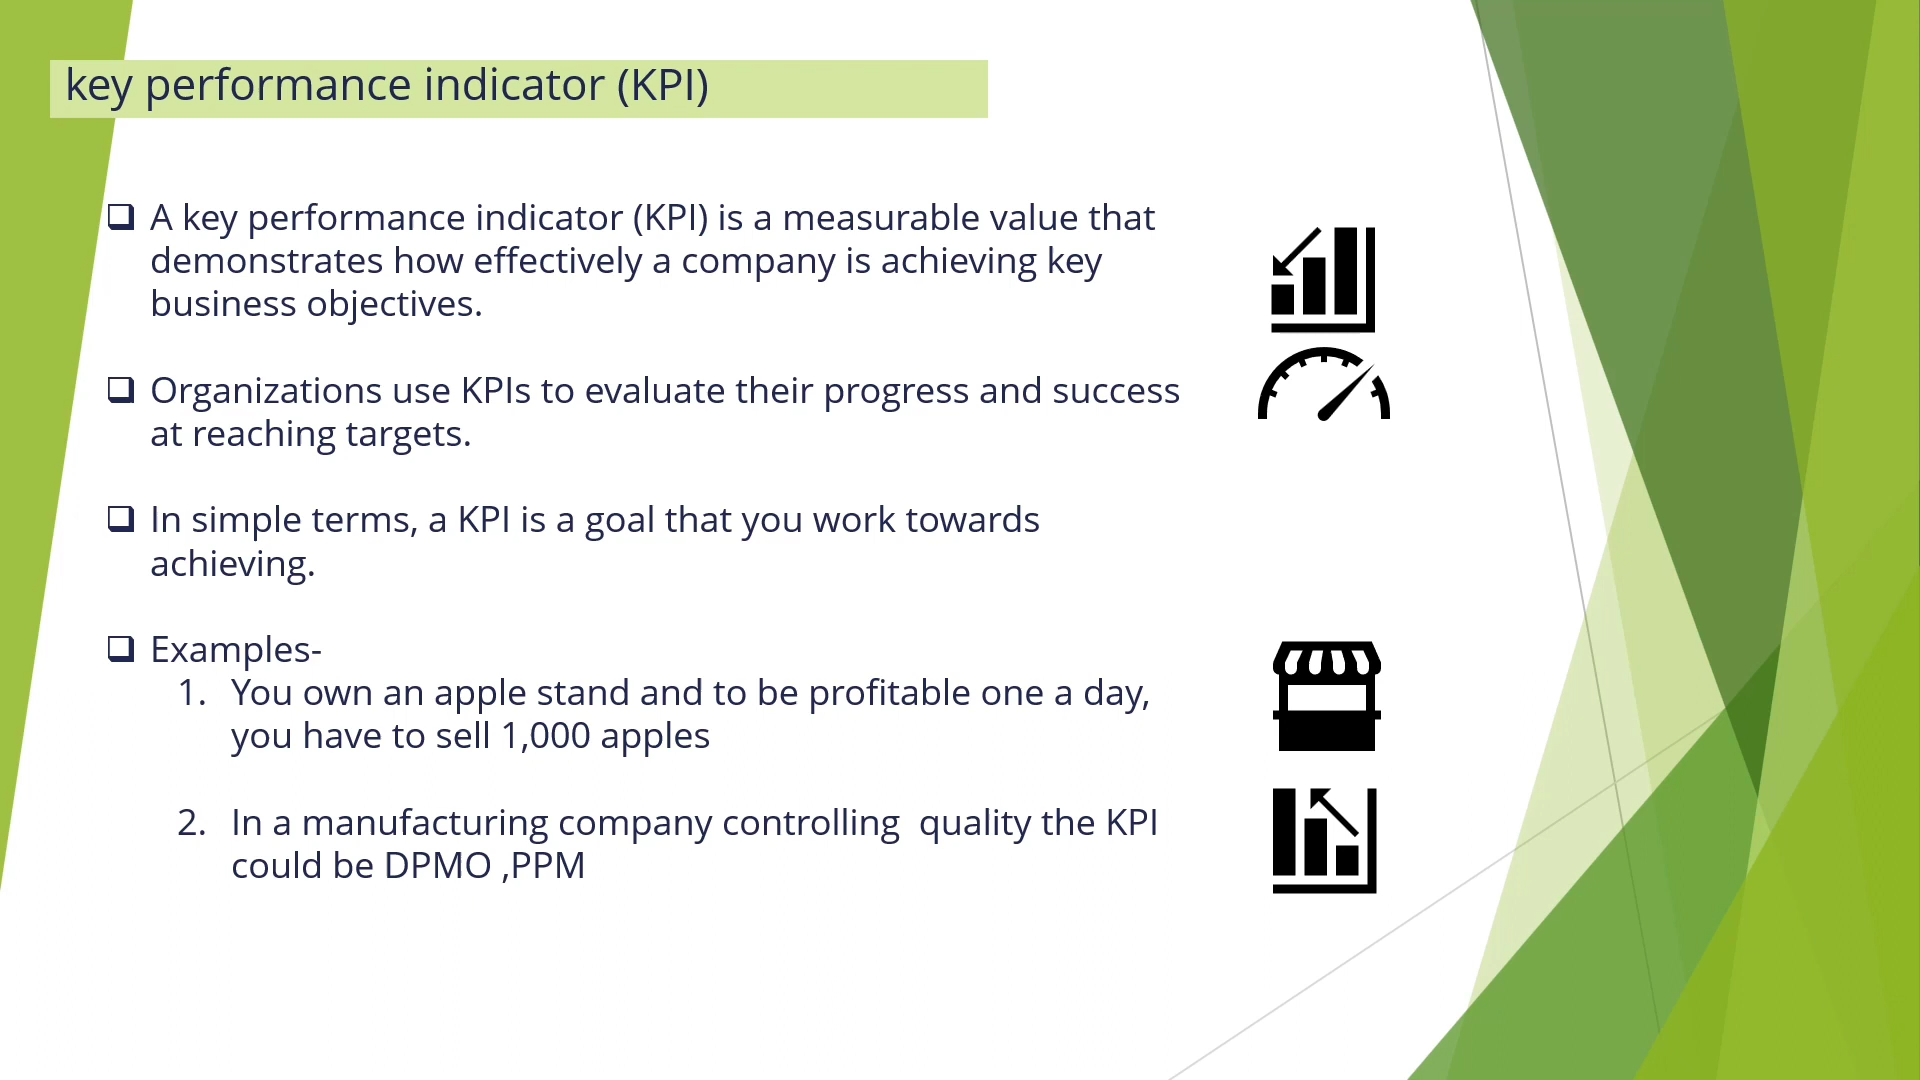 key performance indicator (KPI)
A key performance indicator (KPI) is a measurable value that
demonstrates how effectively a company is achieving key
business objectives.
Organizations use KPIs to evaluate their progress and success
at reaching targets.
In simple terms, a KPI is a goal that you work towards
achieving.
Examples-
1. You own an apple stand and to be profitable one a day,
you have to sell 1,000 apples
2. In a manufacturing company controlling  quality the KPI
could be DPMO ,PPM